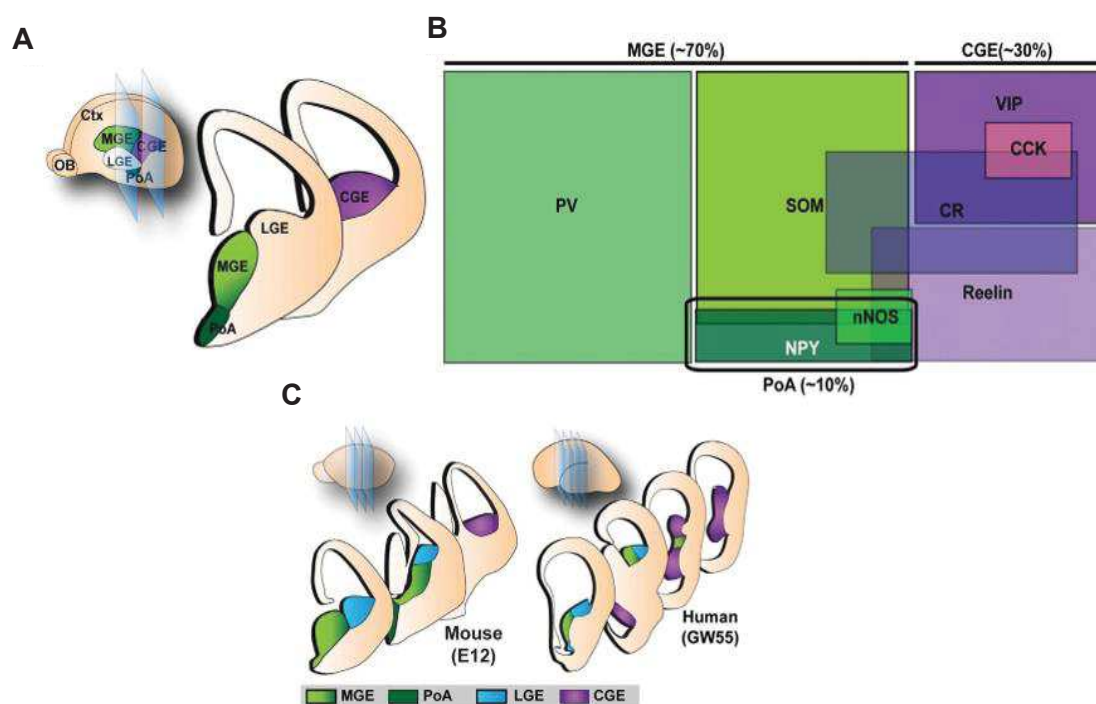 A
Ctx
MGE
CGE
OB
LGE
PoA
CGE
LGE
MGE
PoA
B
MGE (~70%)
CGE(~30%)
VIP
CCK
PV
SOM
CR
Reelin
nNOS
NPY
PoA (~10%)
C
Mouse
(E12)
Human
(GW55)
MGE
PoA
LGE
CGE